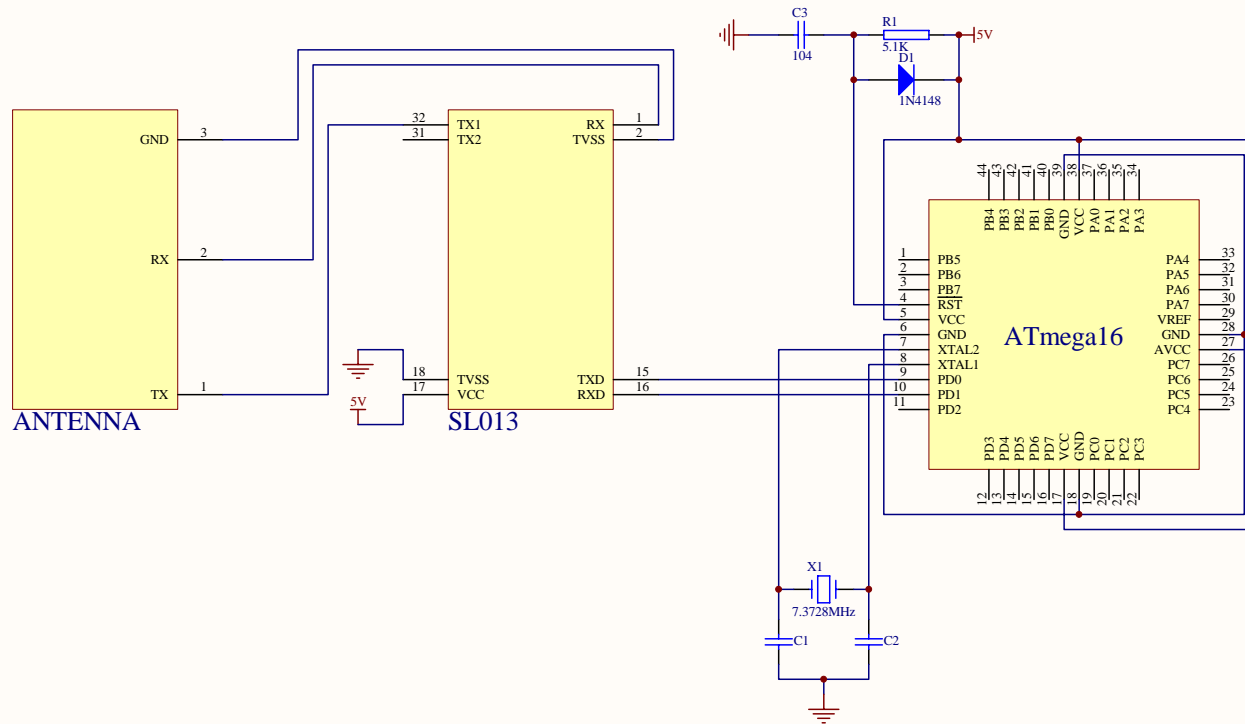 C3
104
R1
5.1K
5V
D1
1N4148
GND 3
RX 2
TX 1
ANTENNA
32 TX1
31 TX2
RX 1
TVSS 2
18 TVSS
17 VCC
TXD 15
RXD 16
5V
SL013
44 43 42 41 40 39 38 37 36 35 34
PB4 PB3 PB2 PB1 PB0 GND VCC PA0 PA1 PA2 PA3
1 PB5
2 PB6
3 PB7
4 RST
5 VCC
6 GND
7 XTAL2
8 XTAL1
9 PD0
10 PD1
11 PD2
ATmega16
PA4 33
PA5 32
PA6 31
PA7 30
VREF 29
GND 28
AVCC 27
PC7 26
PC6 25
PC5 24
PC4 23
PD3 PD4 PD5 PD6 PD7 VCC GND PC0 PC1 PC2 PC3
12 13 14 15 16 17 18 19 20 21 22
X1
7.3728MHz
C1
C2